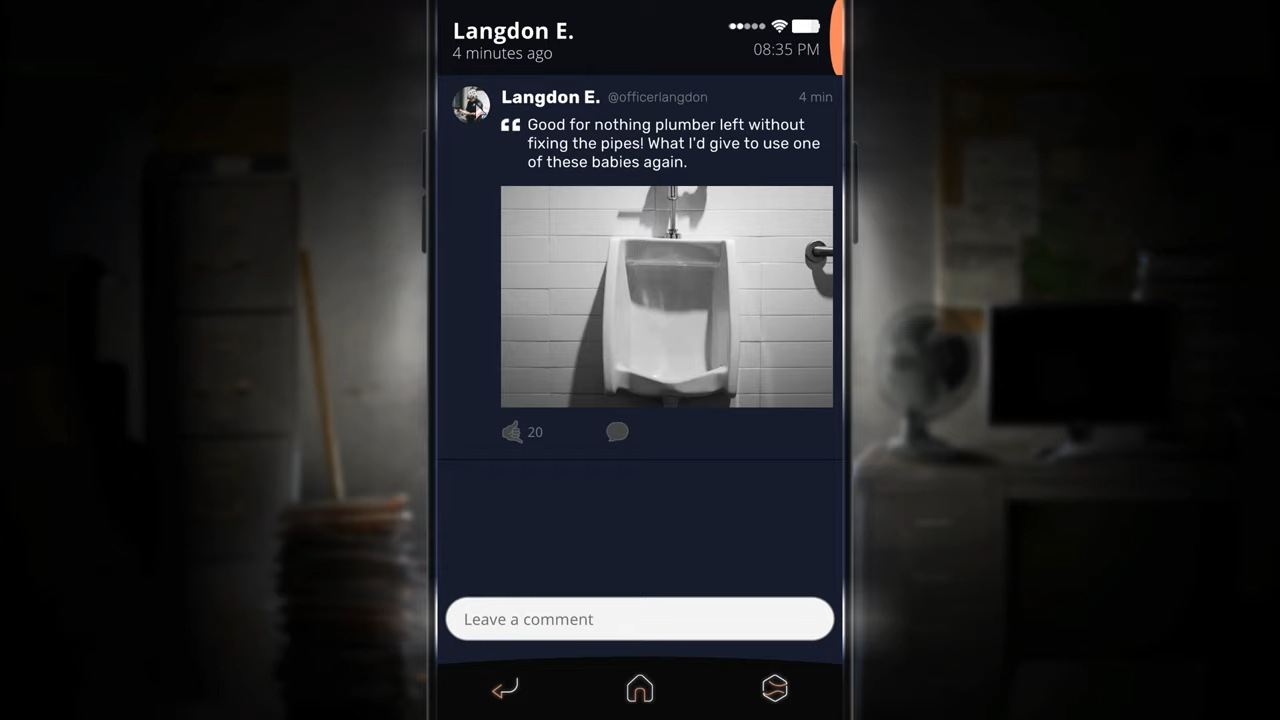 Langdon E.
4 minutes ago
08:35 PM
Langdon E. @officerlangdon 4 min
Good for nothing plumber left without
fixing the pipes! What I'd give to use one
of these babies again.
20
Leave a comment